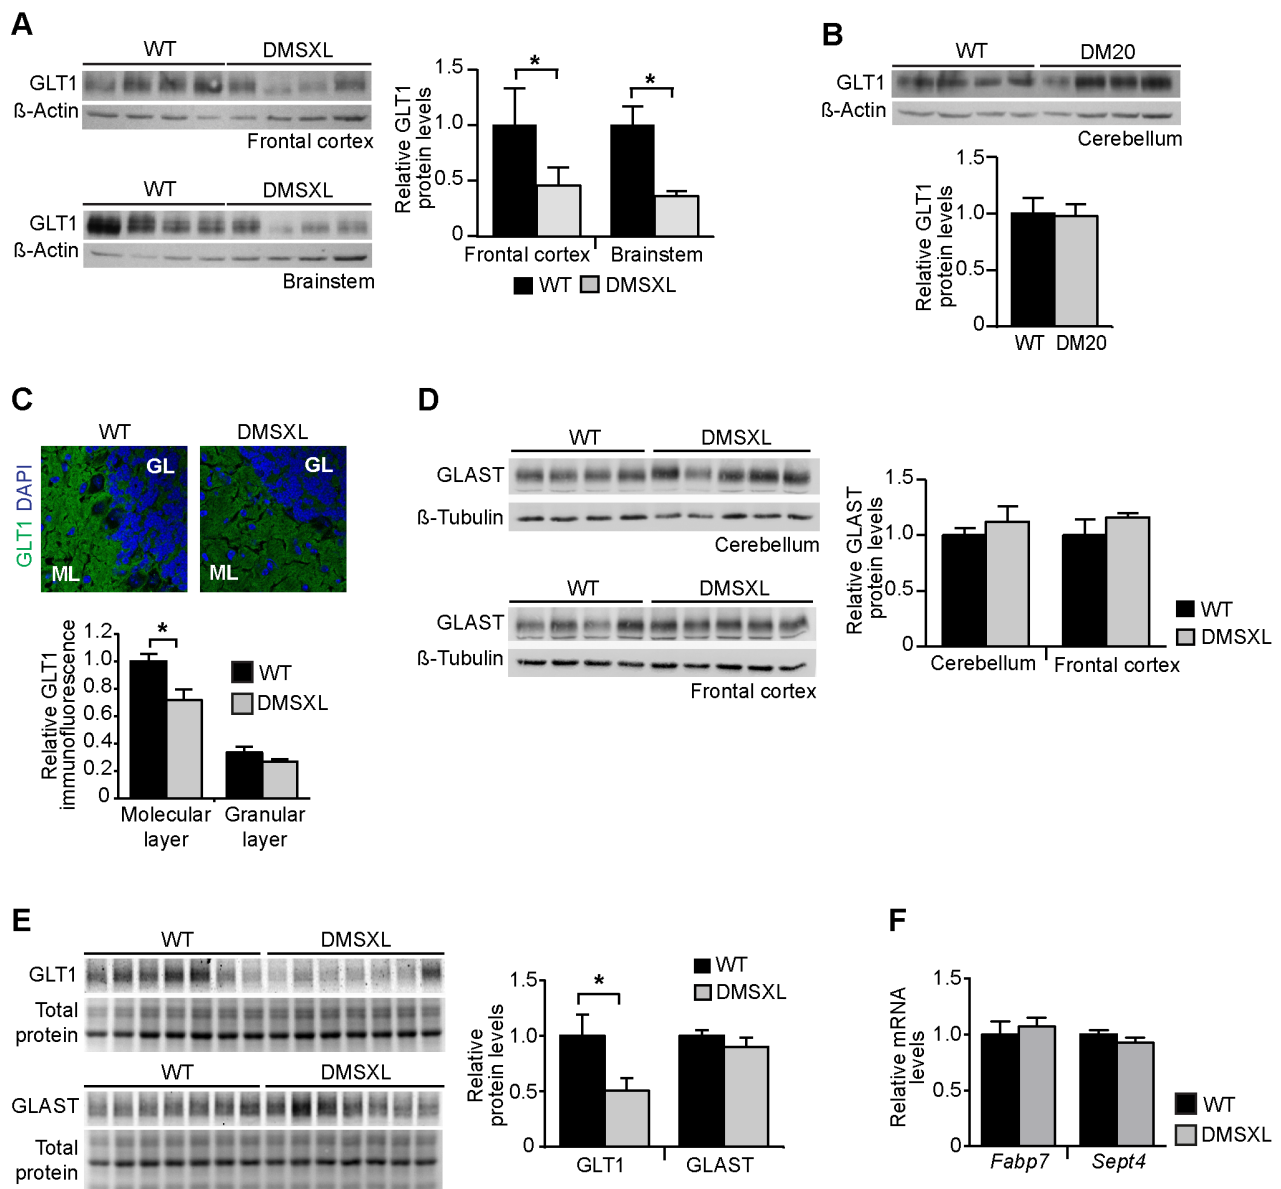 A
WT DMSXL
GLT1
ß-Actin
Frontal cortex
WT DMSXL
GLT1
ß-Actin
Brainstem
Relative GLT1
protein levels
1.5
1.0
0.5
0
* *
Frontal cortex Brainstem
WT DMSXL
B
WT DM20
GLT1
ß-Actin
Cerebellum
Relative GLT1
protein levels
1.5
1.0
0.5
0
WT DM20
C
WT DMSXL
GLT1 DAPI
GL GL
ML ML
Relative GLT1
immunofluorescence
1.2
1.0
0.8
0.6
0.4
0.2
0
*
WT
DMSXL
Molecular Granular
layer layer
D
WT DMSXL
GLAST
ß-Tubulin
Cerebellum
WT DMSXL
GLAST
ß-Tubulin
Frontal cortex
Relative GLAST
protein levels
1.5
1.0
0.5
0
Cerebellum Frontal cortex
WT
DMSXL
E
WT DMSXL
GLT1
Total
protein
WT DMSXL
GLAST
Total
protein
Relative
protein levels
1.5
1.0
0.5
0
*
WT
DMSXL
GLT1 GLAST
F
Relative mRNA
levels
1.5
1.0
0.5
0
Fabp7 Sept4
WT
DMSXL